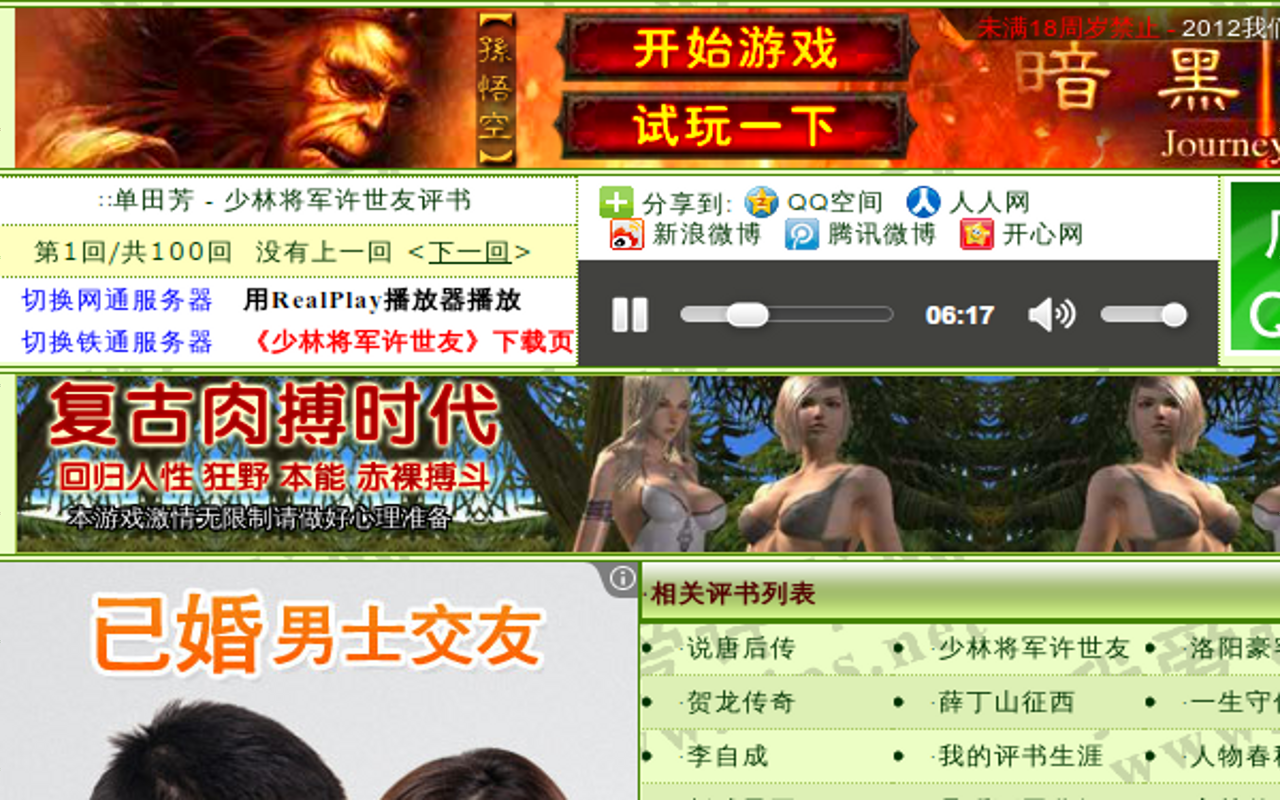 未满18周岁禁止 - 2012我们
【孫悟空】
开始游戏
试玩一下
暗黑
Journey
::单田芳 - 少林将军许世友评书
第1回/共100回 没有上一回 <下一回>
切换网通服务器 用RealPlay播放器播放
切换铁通服务器 《少林将军许世友》下载页
分享到: QQ空间 人人网
新浪微博 腾讯微博 开心网
06:17
复古肉搏时代
回归人性 狂野 本能 赤裸搏斗
本游戏激情无限制请做好心理准备
已婚男士交友
·相关评书列表
·说唐后传 ·少林将军许世友 ·洛阳豪客
·贺龙传奇 ·薛丁山征西 ·一生守
·李自成 ·我的评书生涯 ·人物春秋